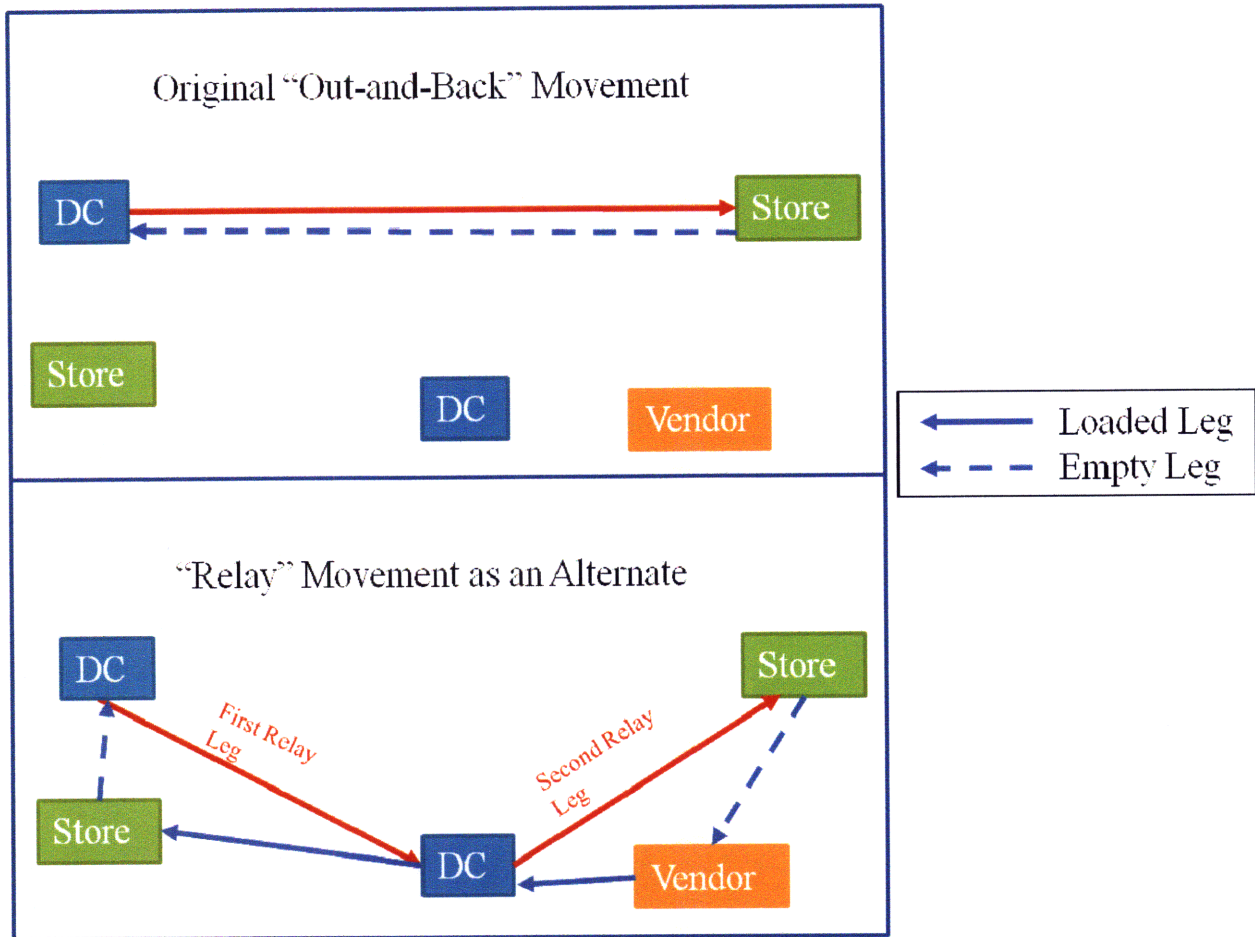 Original “Out-and-Back” Movement
DC
Store
Store
DC
Vendor
Loaded Leg
Empty Leg
“Relay” Movement as an Alternate
DC
Store
First Relay
Leg
Second Relay
Leg
Store
DC
Vendor